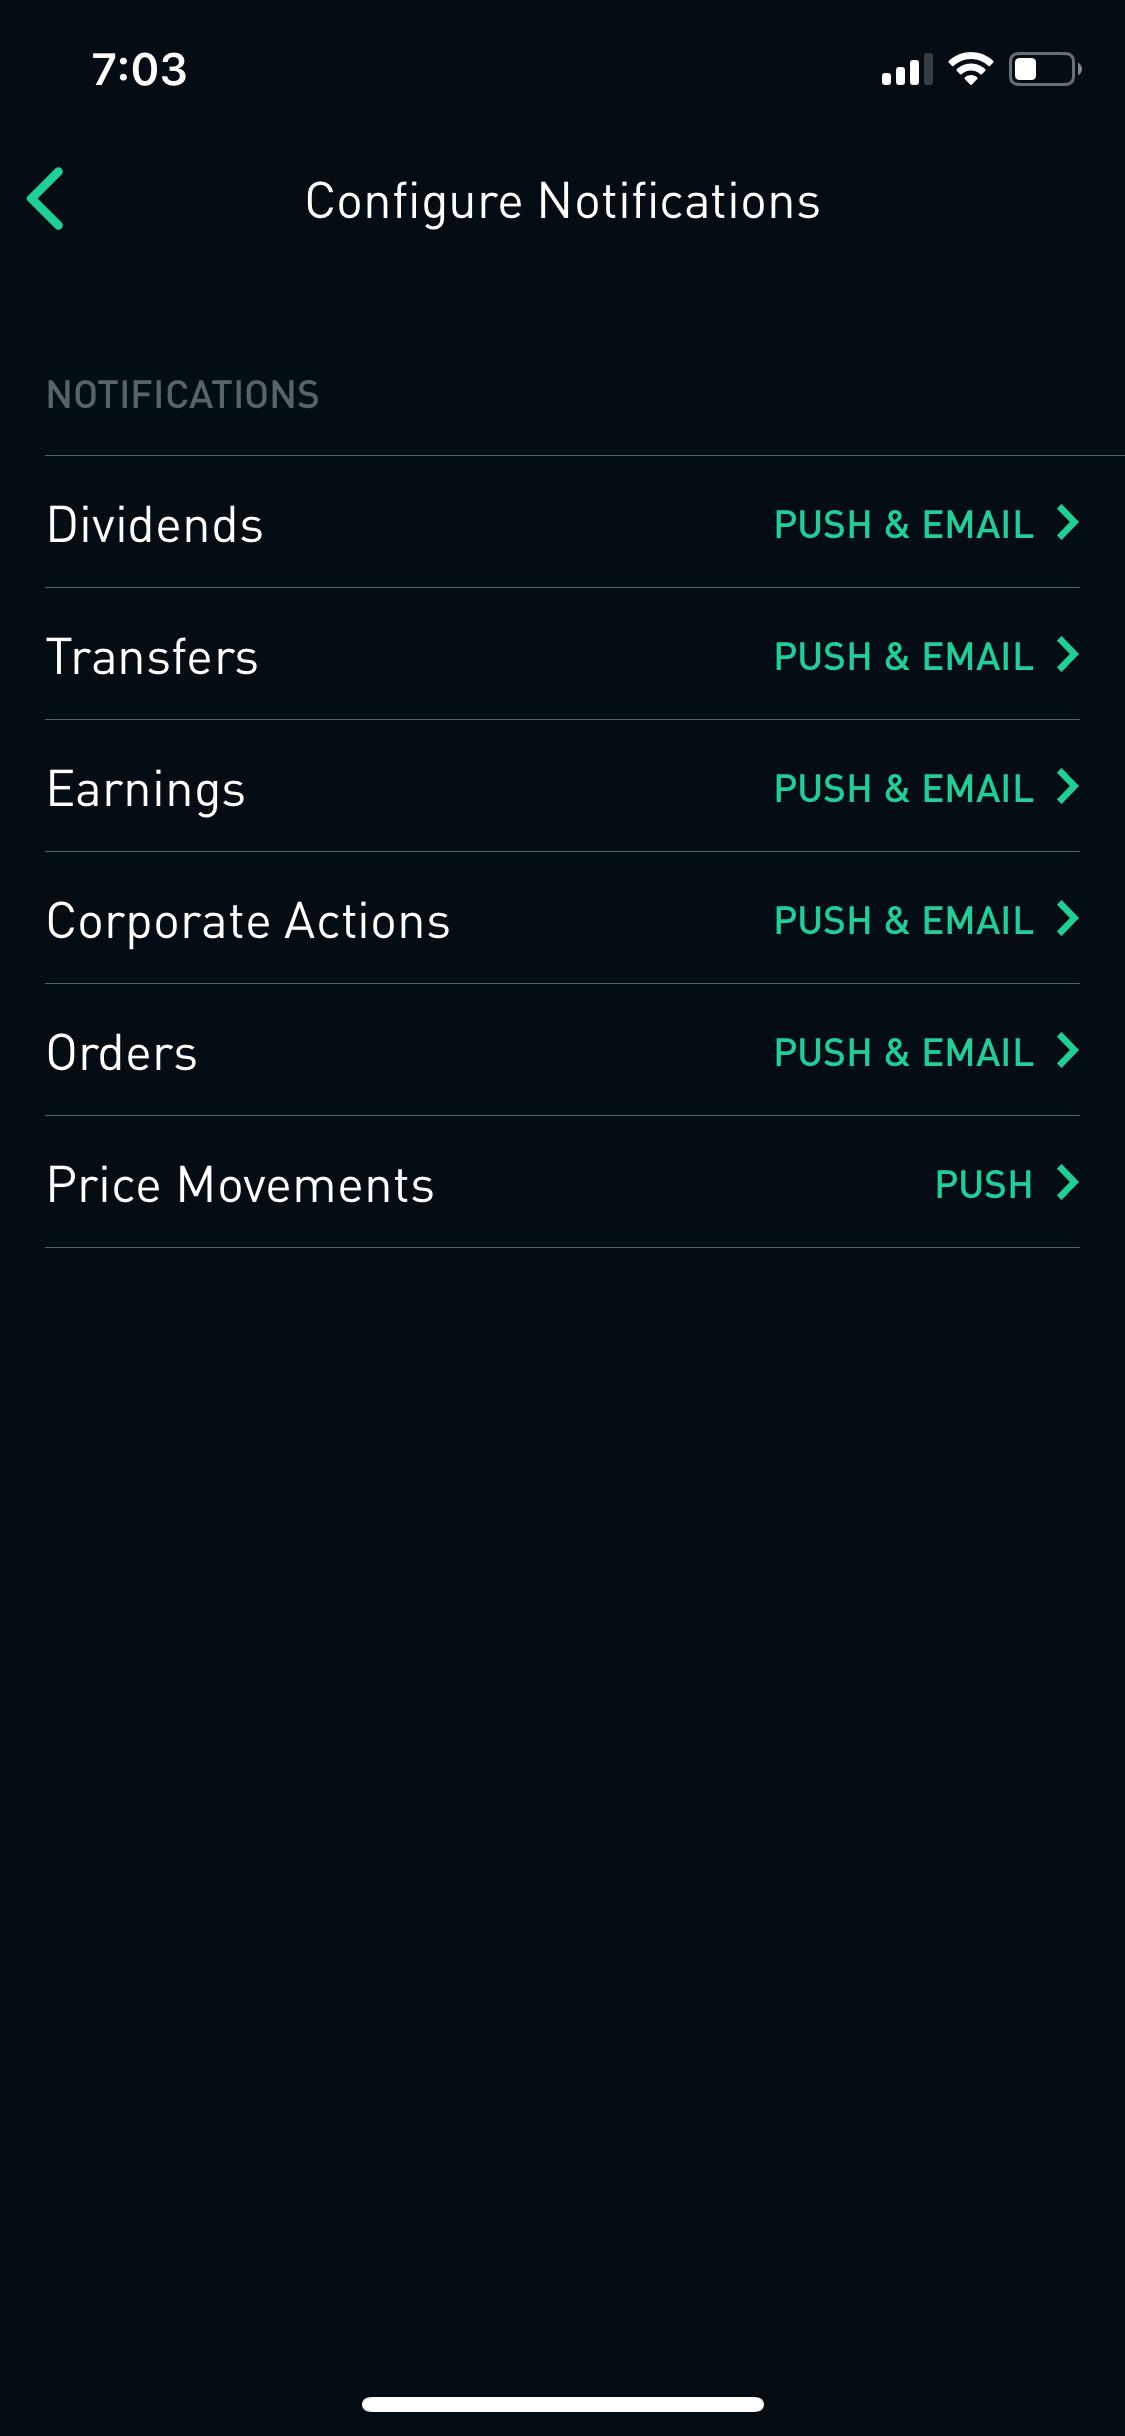 7:03
Configure Notifications
NOTIFICATIONS
Dividends PUSH & EMAIL
Transfers PUSH & EMAIL
Earnings PUSH & EMAIL
Corporate Actions PUSH & EMAIL
Orders PUSH & EMAIL
Price Movements PUSH